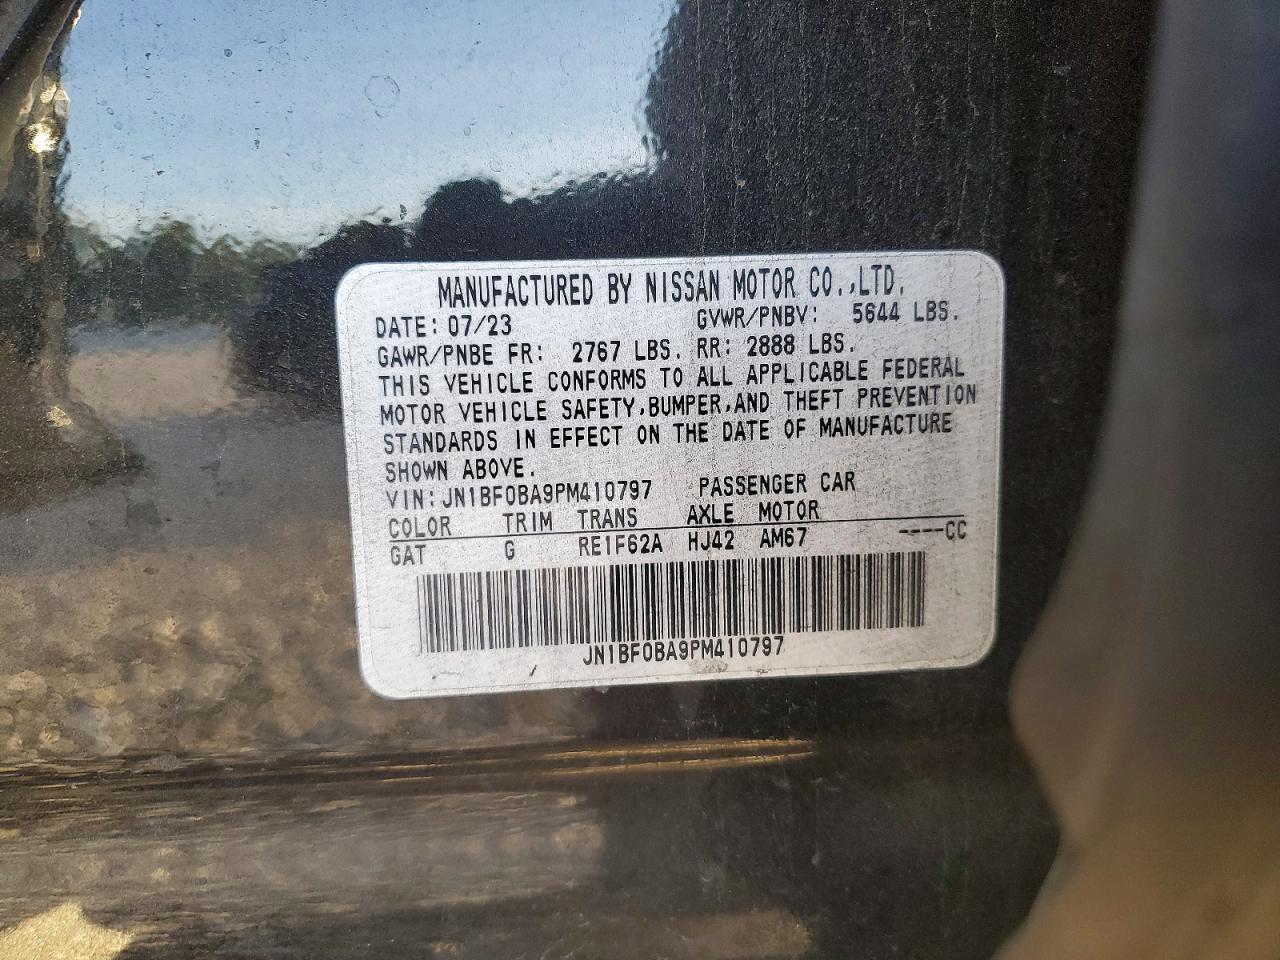 MANUFACTURED BY NISSAN MOTOR CO.,LTD.
DATE: 07/23 GVWR/PNBV: 5644 LBS.
GAWR/PNBE FR: 2767 LBS. RR: 2888 LBS.
THIS VEHICLE CONFORMS TO ALL APPLICABLE FEDERAL
MOTOR VEHICLE SAFETY,BUMPER,AND THEFT PREVENTION
STANDARDS IN EFFECT ON THE DATE OF MANUFACTURE
SHOWN ABOVE.
VIN: JN1BF0BA9PM410797 PASSENGER CAR
COLOR TRIM TRANS AXLE MOTOR
GAT G RE1F62A HJ42 AM67 ----CC
JN1BF0BA9PM410797